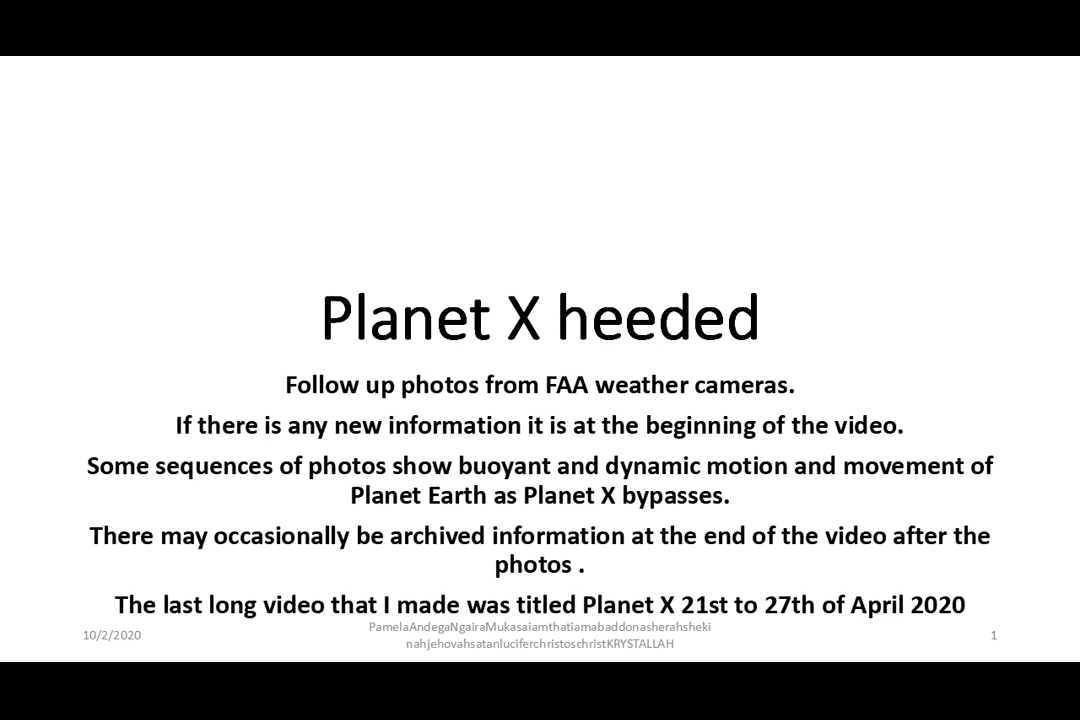 Planet X heeded
Follow up photos from FAA weather cameras.
If there is any new information it is at the beginning of the video.
Some sequences of photos show buoyant and dynamic motion and movement of
Planet Earth as Planet X bypasses.
There may occasionally be archived information at the end of the video after the
photos .
The last long video that I made was titled Planet X 21st to 27th of April 2020
10/2/2020
PamelaAndegaNgairaMukasaiamthatiamabaddonasherahsheki
nahjehovahsatanluciferchristoschristKRYSTALLAH
1